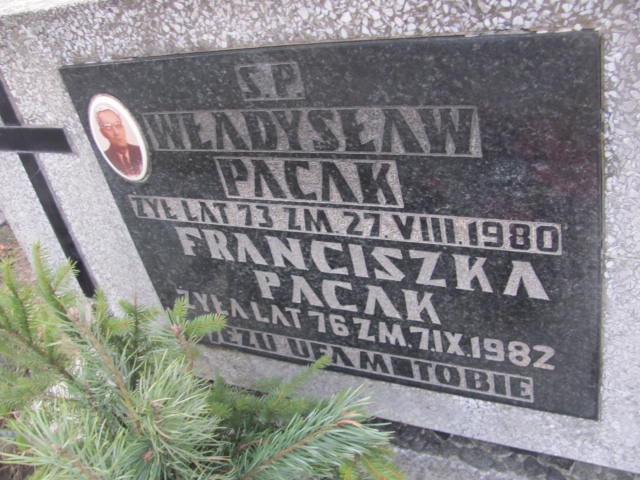 Ś.P.
WŁADYSŁAW
PACAK
ŻYŁ LAT 73 ZM. 27.VIII.1980
FRANCISZKA
PACAK
ŻYŁA LAT 76 ZM. 7.IX.1982
UFAM TOBIE